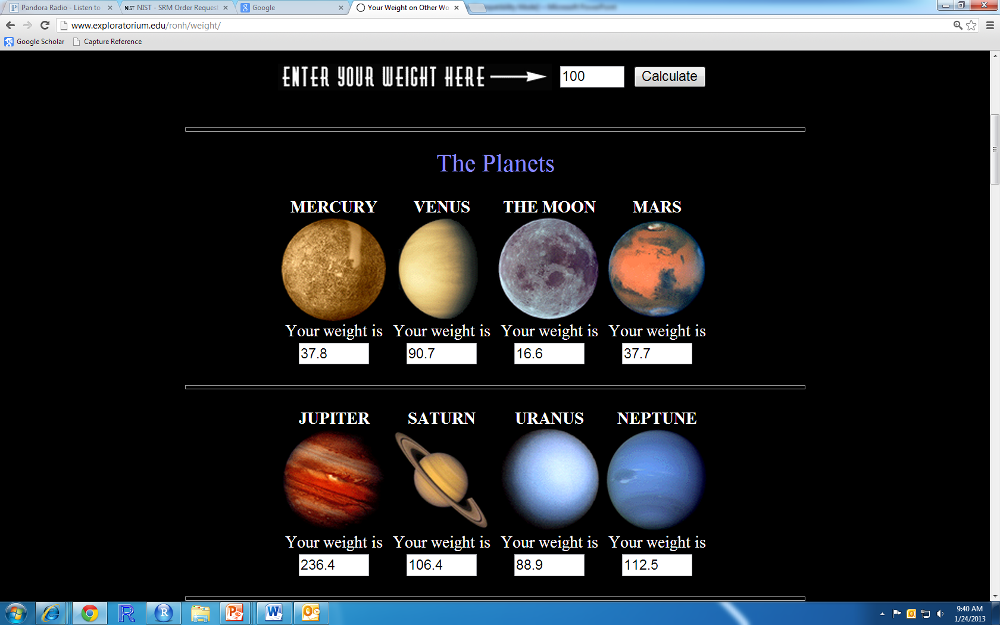 Pandora Radio - Listen to
NIST NIST - SRM Order Request
Google
Your Weight on Other Wo
Microsoft PowerPoint
www.exploratorium.edu/ronh/weight/
Google Scholar Capture Reference
ENTER YOUR WEIGHT HERE 100 Calculate
The Planets
MERCURY VENUS THE MOON MARS
Your weight is Your weight is Your weight is Your weight is
37.8 90.7 16.6 37.7
JUPITER SATURN URANUS NEPTUNE
Your weight is Your weight is Your weight is Your weight is
236.4 106.4 88.9 112.5
9:40 AM
1/24/2013